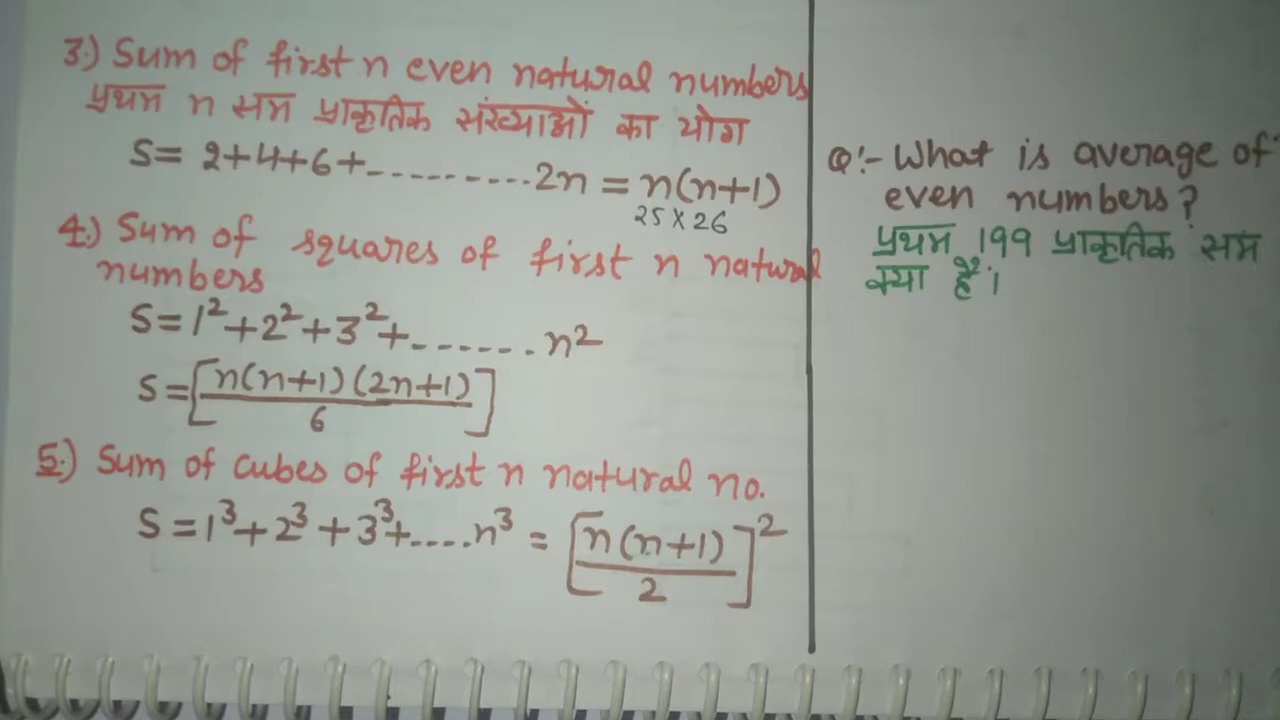 3.) Sum of first n even natural numbers
प्रथम n सम प्राकृतिक संख्याओं का योग
S= 2+4+6+----------2n = n(n+1)
25×26
4.) Sum of squares of first n natural
numbers
S=1²+2²+3²+------n²
S=[n(n+1)(2n+1)/6]
5.) Sum of cubes of first n natural no.
S=1³+2³+3³+....n³ = [n(n+1)/2]²
Q:- What is average of
even numbers?
प्रथम 199 प्राकृतिक सम
क्या है।